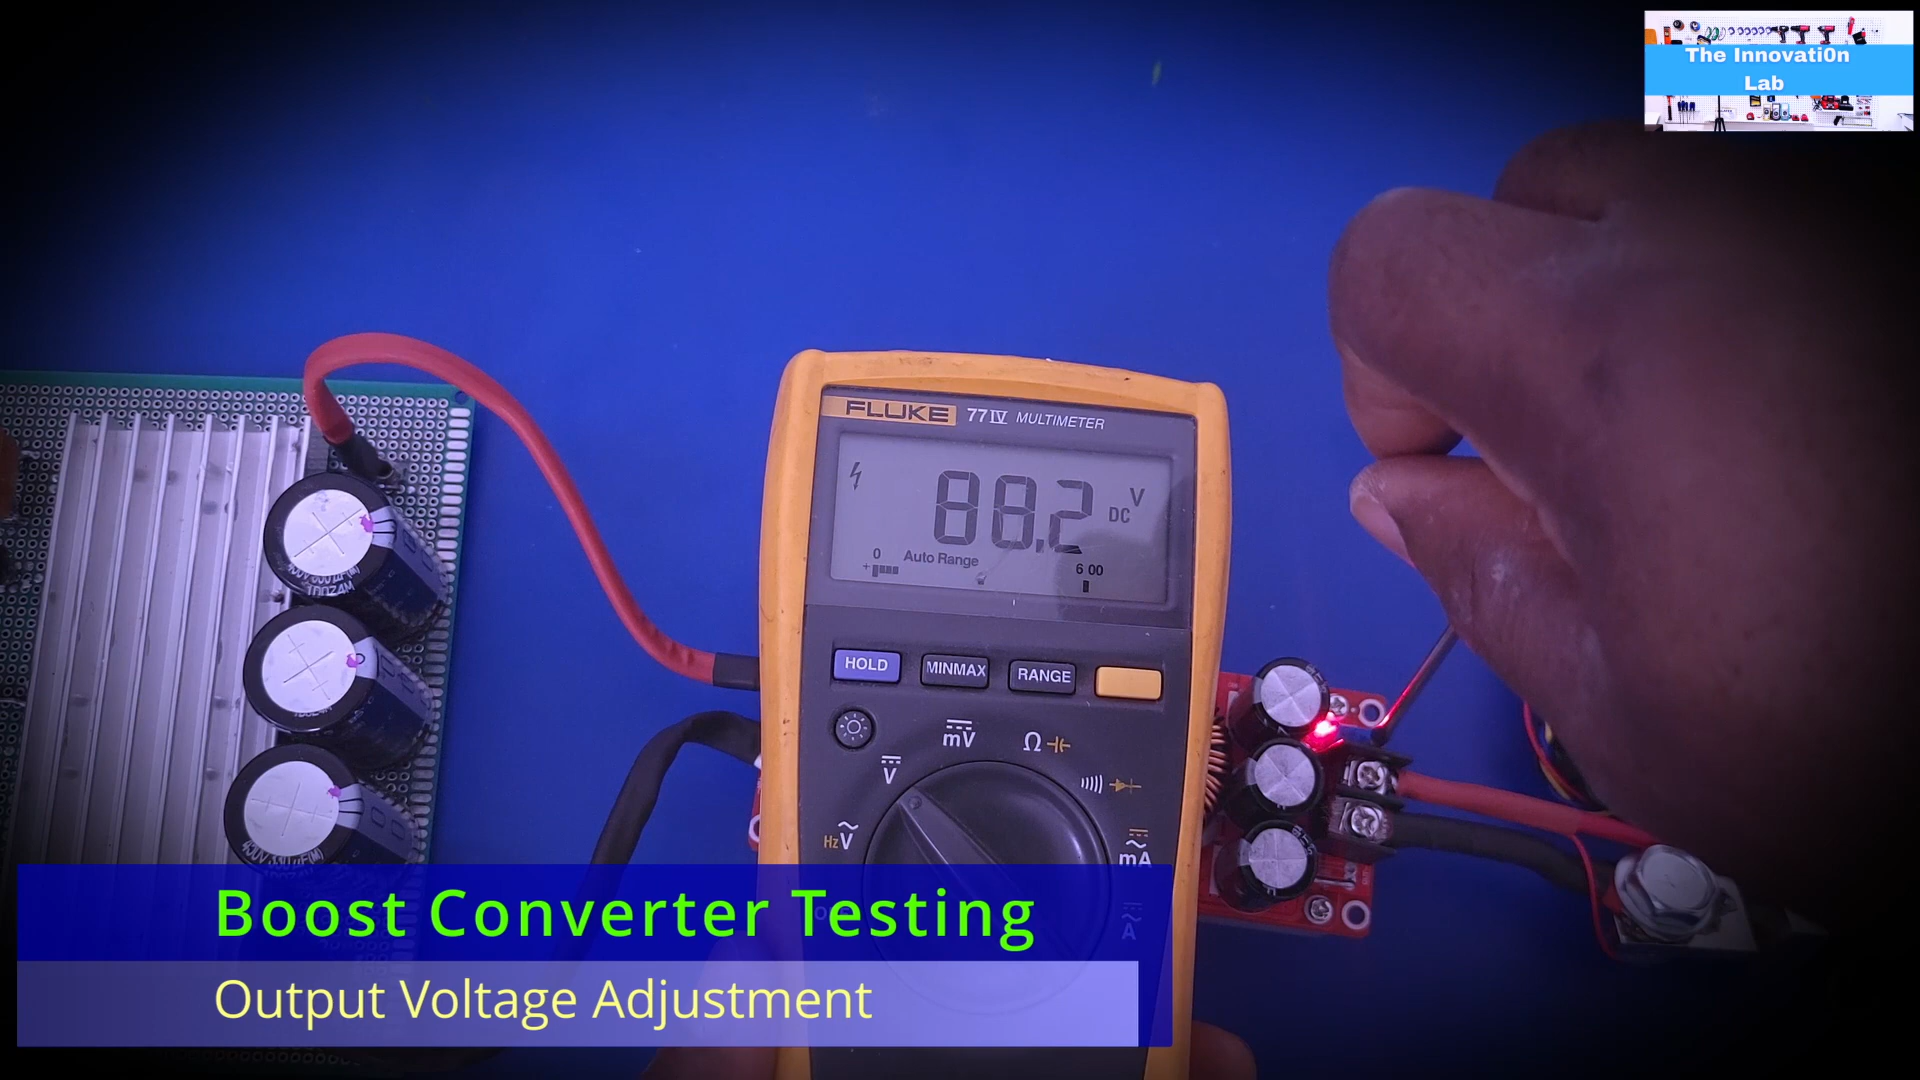 The Innovati0n
Lab
FLUKE 77 IV MULTIMETER
88.2 V
DC
0 Auto Range 6 00
HOLD MINMAX RANGE
mV Ω
V
Hz V
mA
A
Boost Converter Testing
Output Voltage Adjustment